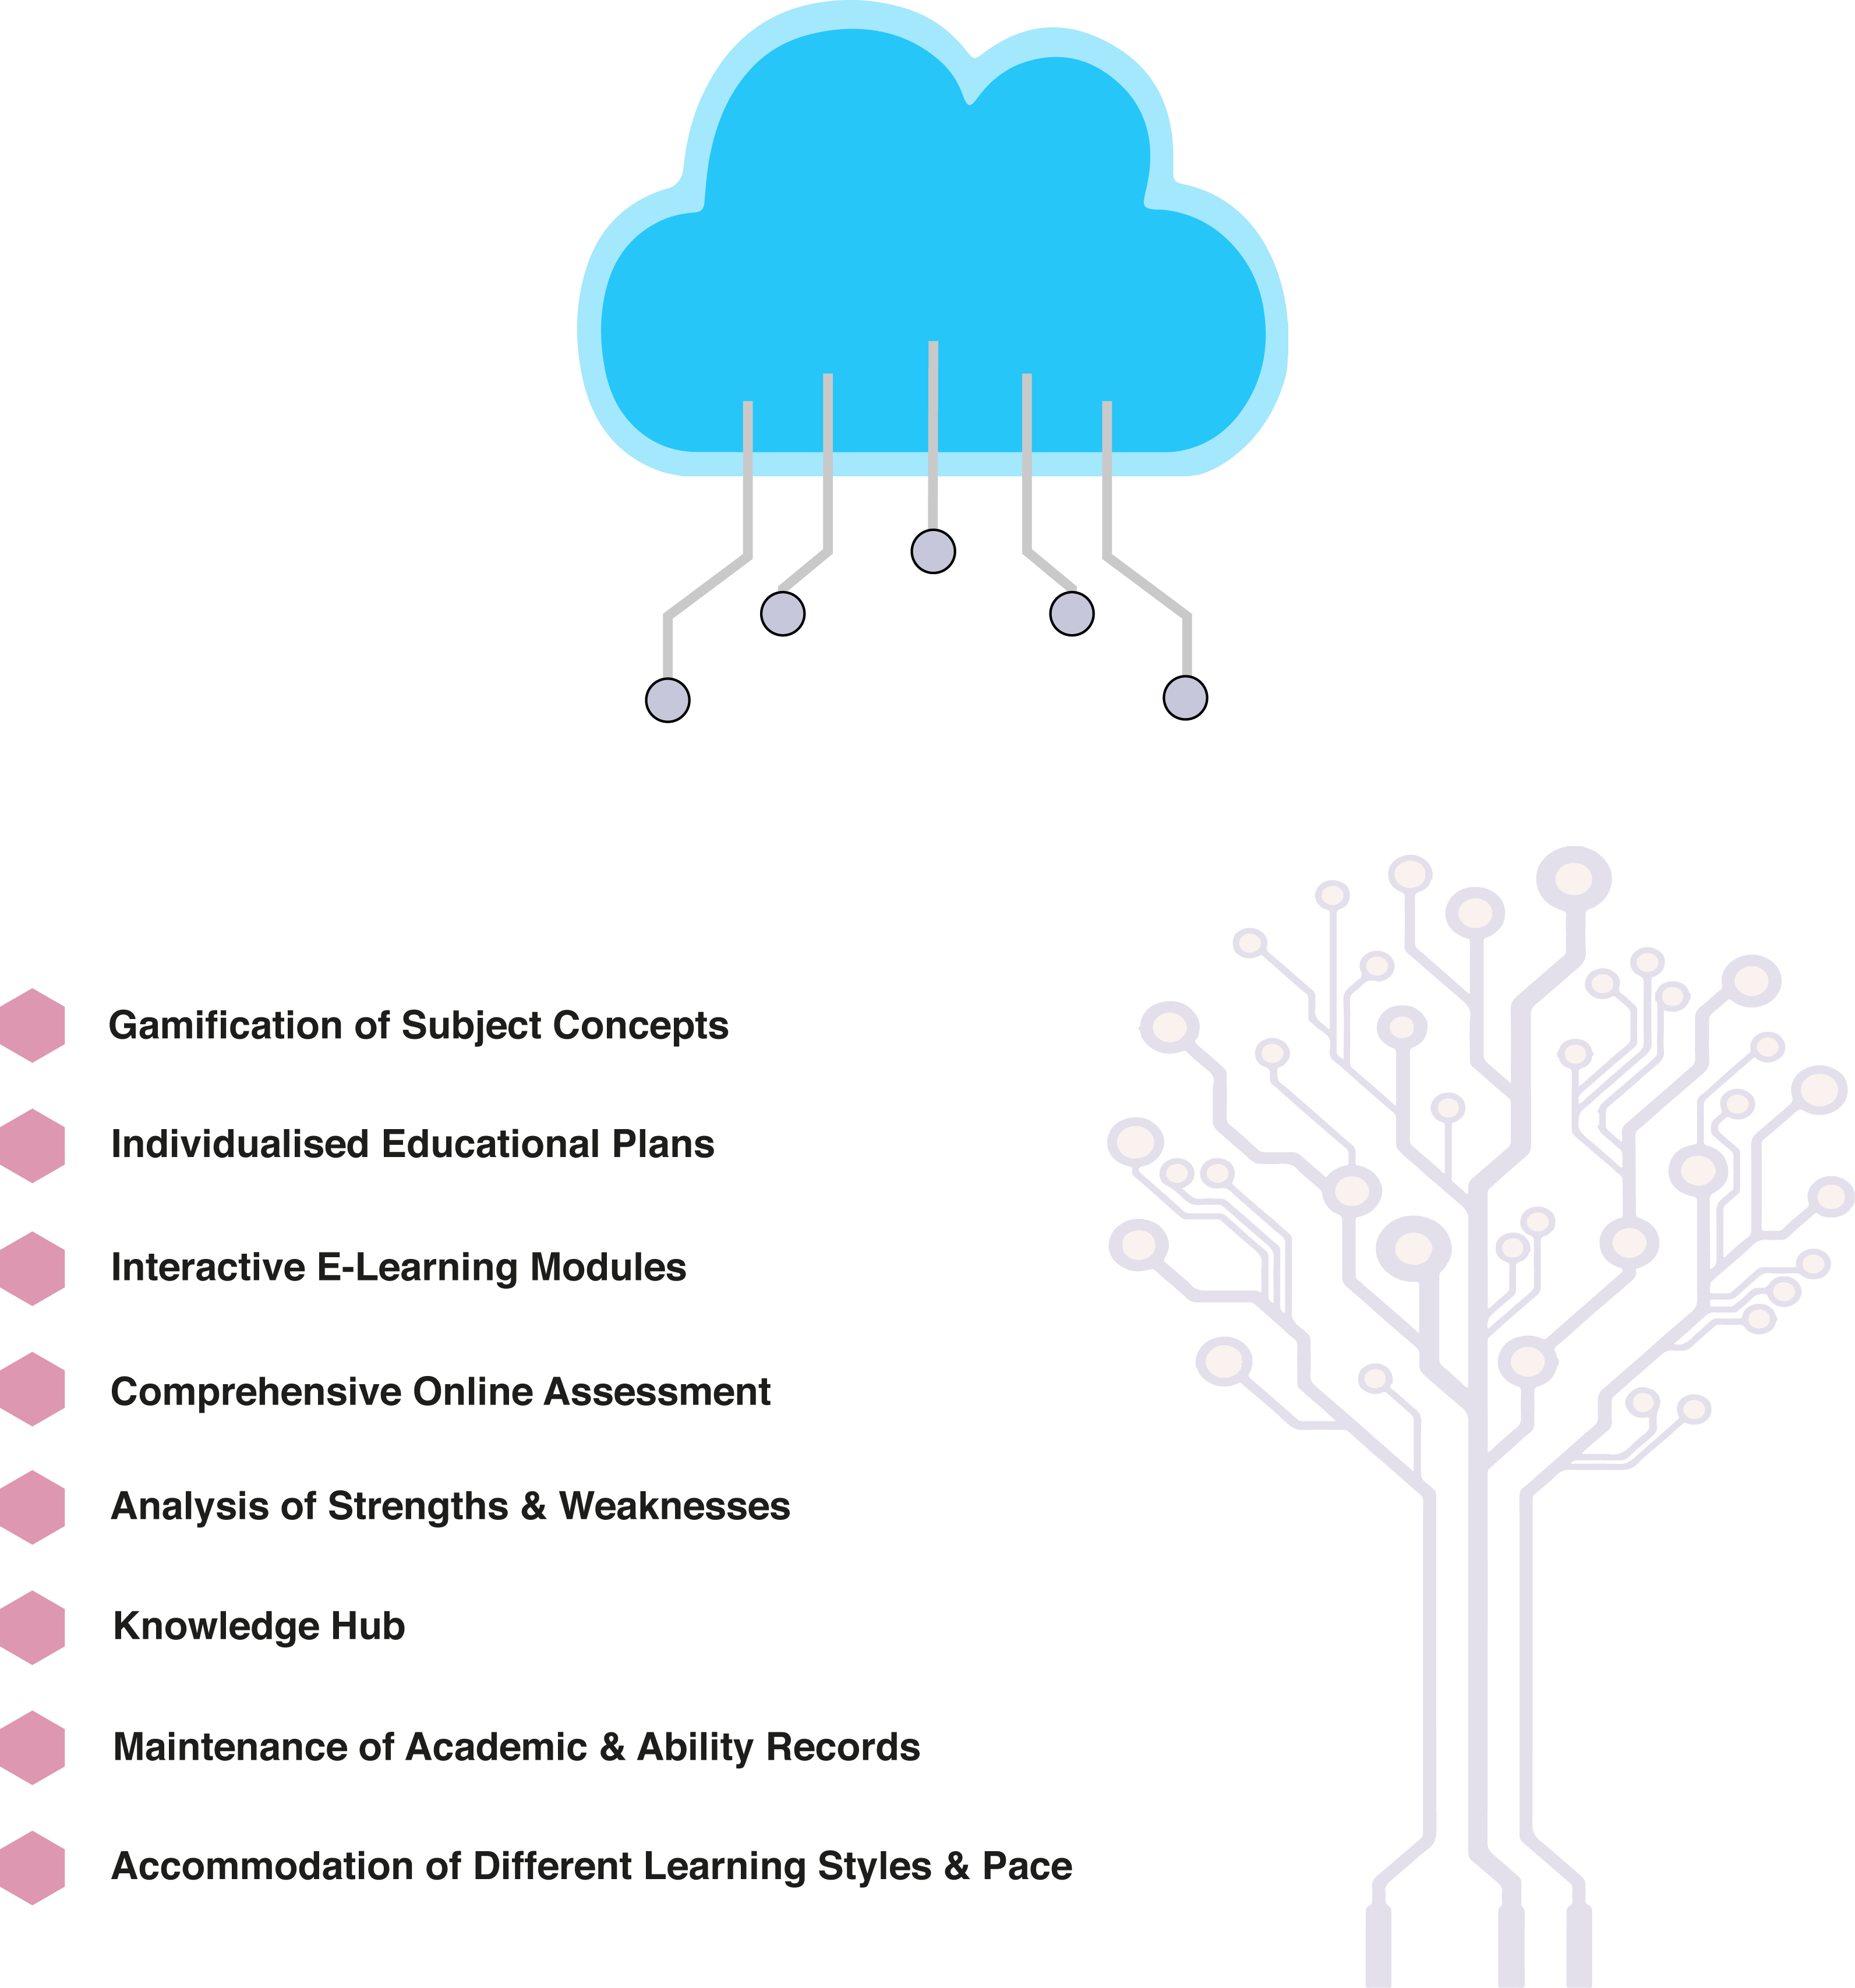 Gamification of Subject Concepts
Individualised Educational Plans
Interactive E-Learning Modules
Comprehensive Online Assessment
Analysis of Strengths & Weaknesses
Knowledge Hub
Maintenance of Academic & Ability Records
Accommodation of Different Learning Styles & Pace